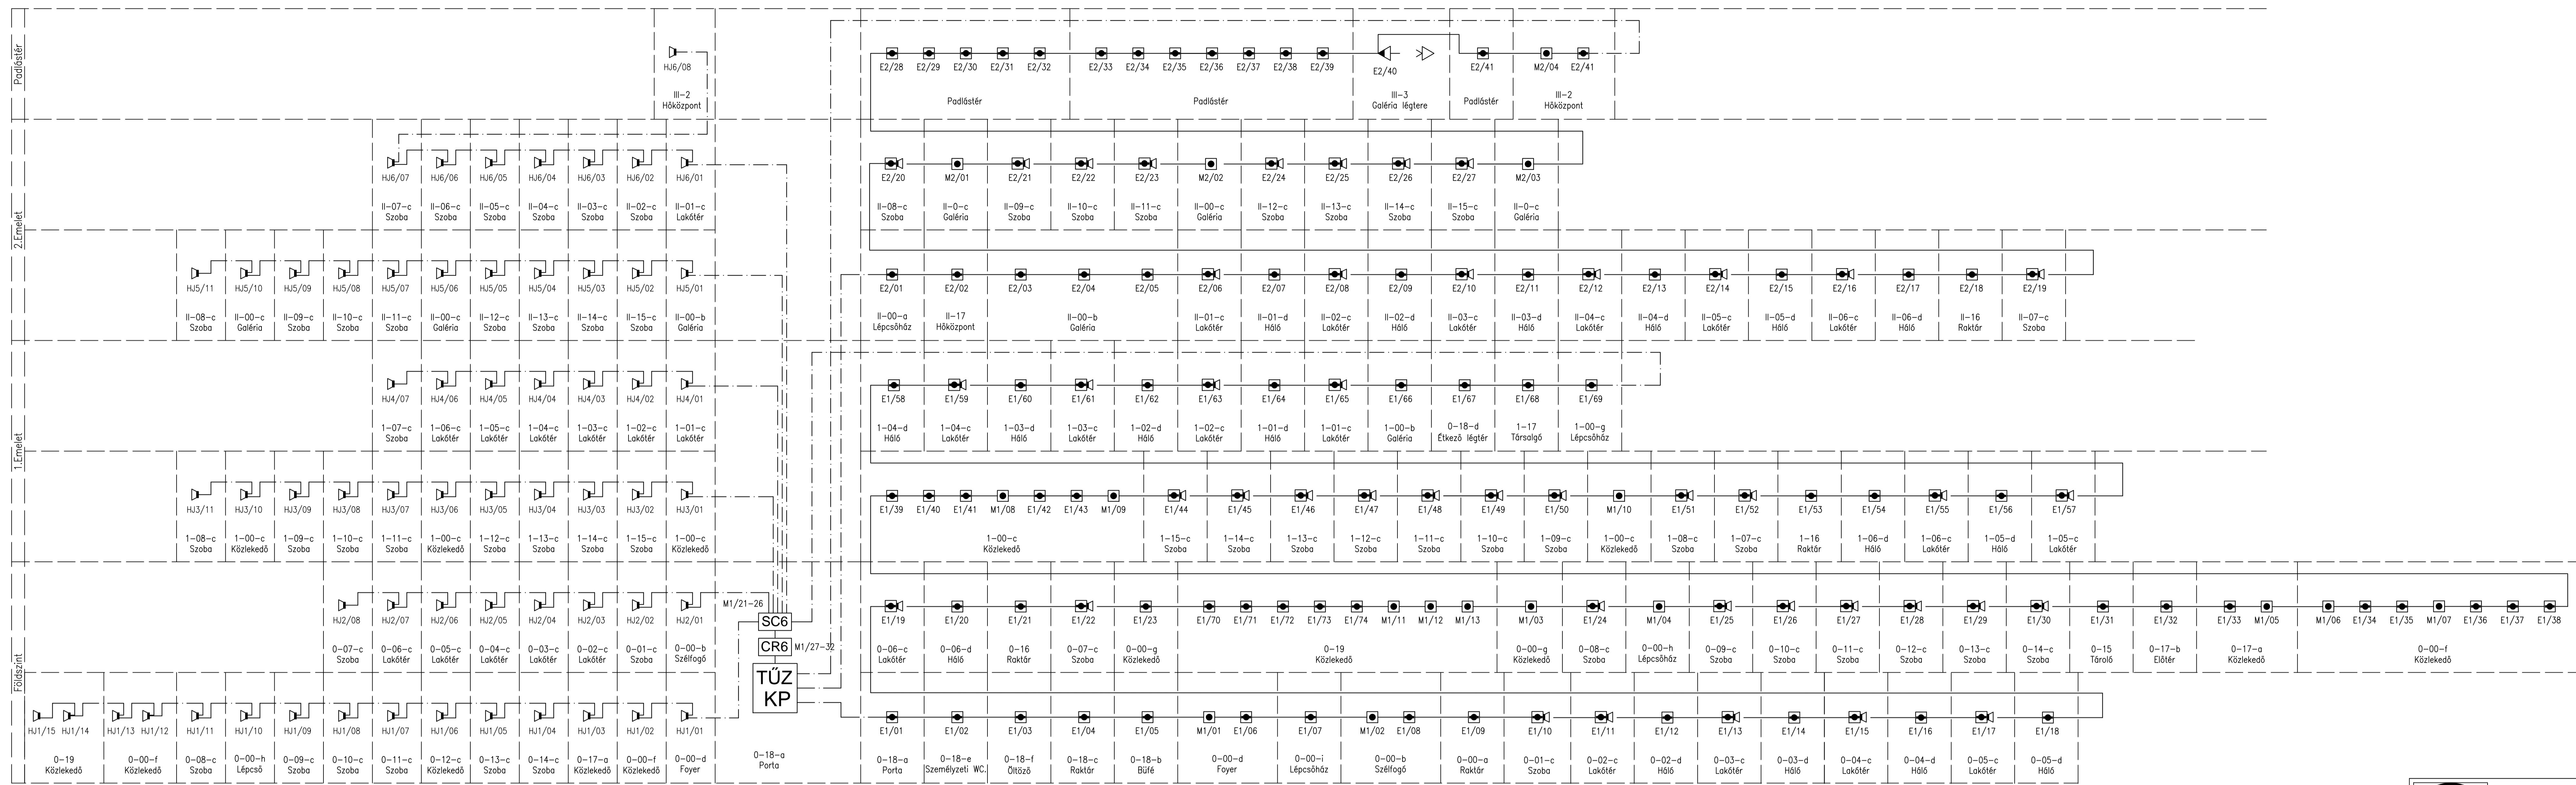 Padlástér
HJ6/08
III-2
Hőközpont
E2/28 E2/29 E2/30 E2/31 E2/32 E2/33 E2/34 E2/35 E2/36 E2/37 E2/38 E2/39 E2/40 E2/41 M2/04 E2/41
Padlástér Padlástér III-3 Padlástér III-2
Galéria légtere Hőközpont
2.Emelet
HJ6/07 HJ6/06 HJ6/05 HJ6/04 HJ6/03 HJ6/02 HJ6/01
II-07-c II-06-c II-05-c II-04-c II-03-c II-02-c II-01-c
Szoba Szoba Szoba Szoba Szoba Szoba Lakótér
E2/20 M2/01 E2/21 E2/22 E2/23 M2/02 E2/24 E2/25 E2/26 E2/27 M2/03
II-08-c II-0-c II-09-c II-10-c II-11-c II-00-c II-12-c II-13-c II-14-c II-15-c II-0-c
Szoba Galéria Szoba Szoba Szoba Galéria Szoba Szoba Szoba Szoba Galéria
HJ5/11 HJ5/10 HJ5/09 HJ5/08 HJ5/07 HJ5/06 HJ5/05 HJ5/04 HJ5/03 HJ5/02 HJ5/01
II-08-c II-00-c II-09-c II-10-c II-11-c II-00-c II-12-c II-13-c II-14-c II-15-c II-00-b
Szoba Galéria Szoba Szoba Szoba Galéria Szoba Szoba Szoba Szoba Galéria
E2/01 E2/02 E2/03 E2/04 E2/05 E2/06 E2/07 E2/08 E2/09 E2/10 E2/11 E2/12 E2/13 E2/14 E2/15 E2/16 E2/17 E2/18 E2/19
II-00-a II-17 II-00-b II-01-c II-01-d II-02-c II-02-d II-03-c II-03-d II-04-c II-04-d II-05-c II-05-d II-06-c II-06-d II-16 II-07-c
Lépcsőház Hőközpont Galéria Lakótér Háló Lakótér Háló Lakótér Háló Lakótér Háló Lakótér Háló Lakótér Háló Raktár Szoba
1.Emelet
HJ4/07 HJ4/06 HJ4/05 HJ4/04 HJ4/03 HJ4/02 HJ4/01
1-07-c 1-06-c 1-05-c 1-04-c 1-03-c 1-02-c 1-01-c
Szoba Lakótér Lakótér Lakótér Lakótér Lakótér Lakótér
E1/58 E1/59 E1/60 E1/61 E1/62 E1/63 E1/64 E1/65 E1/66 E1/67 E1/68 E1/69
1-04-d 1-04-c 1-03-d 1-03-c 1-02-d 1-02-c 1-01-d 1-01-c 1-00-b 0-18-d 1-17 1-00-g
Háló Lakótér Háló Lakótér Háló Lakótér Háló Lakótér Galéria Étkező légtér Társalgó Lépcsőház
HJ3/11 HJ3/10 HJ3/09 HJ3/08 HJ3/07 HJ3/06 HJ3/05 HJ3/04 HJ3/03 HJ3/02 HJ3/01
1-08-c 1-00-c 1-09-c 1-10-c 1-11-c 1-00-c 1-12-c 1-13-c 1-14-c 1-15-c 1-00-c
Szoba Közlekedő Szoba Szoba Szoba Közlekedő Szoba Szoba Szoba Szoba Közlekedő
E1/39 E1/40 E1/41 M1/08 E1/42 E1/43 M1/09 E1/44 E1/45 E1/46 E1/47 E1/48 E1/49 E1/50 M1/10 E1/51 E1/52 E1/53 E1/54 E1/55 E1/56 E1/57
1-00-c 1-15-c 1-14-c 1-13-c 1-12-c 1-11-c 1-10-c 1-09-c 1-00-c 1-08-c 1-07-c 1-16 1-06-d 1-06-c 1-05-d 1-05-c
Közlekedő Szoba Szoba Szoba Szoba Szoba Szoba Szoba Közlekedő Szoba Szoba Raktár Háló Lakótér Háló Lakótér
Földszint
HJ2/08 HJ2/07 HJ2/06 HJ2/05 HJ2/04 HJ2/03 HJ2/02 HJ2/01
0-07-c 0-06-c 0-05-c 0-04-c 0-03-c 0-02-c 0-01-c 0-00-b
Szoba Lakótér Lakótér Lakótér Lakótér Lakótér Szoba Szélfogó
M1/21-26
SC6
CR6 M1/27-32
TŰZ
KP
0-18-a
Porta
E1/19 E1/20 E1/21 E1/22 E1/23 E1/70 E1/71 E1/72 E1/73 E1/74 M1/11 M1/12 M1/13 M1/03 E1/24 M1/04 E1/25 E1/26 E1/27 E1/28 E1/29 E1/30 E1/31 E1/32 E1/33 M1/05 M1/06 E1/34 E1/35 M1/07 E1/36 E1/37 E1/38
0-06-c 0-06-d 0-16 0-07-c 0-00-g 0-19 0-00-g 0-08-c 0-00-h 0-09-c 0-10-c 0-11-c 0-12-c 0-13-c 0-14-c 0-15 0-17-b 0-17-a 0-00-f
Lakótér Háló Raktár Szoba Közlekedő Közlekedő Közlekedő Szoba Lépcsőház Szoba Szoba Szoba Szoba Szoba Szoba Tároló Előtér Közlekedő Közlekedő
HJ1/15 HJ1/14 HJ1/13 HJ1/12 HJ1/11 HJ1/10 HJ1/09 HJ1/08 HJ1/07 HJ1/06 HJ1/05 HJ1/04 HJ1/03 HJ1/02 HJ1/01
0-19 0-00-f 0-08-c 0-00-h 0-09-c 0-10-c 0-11-c 0-12-c 0-13-c 0-14-c 0-17-a 0-00-f 0-00-d
Közlekedő Közlekedő Szoba Lépcső Szoba Szoba Szoba Közlekedő Szoba Szoba Közlekedő Közlekedő Foyer
E1/01 E1/02 E1/03 E1/04 E1/05 M1/01 E1/06 E1/07 M1/02 E1/08 E1/09 E1/10 E1/11 E1/12 E1/13 E1/14 E1/15 E1/16 E1/17 E1/18
0-18-a 0-18-e 0-18-f 0-18-c 0-18-b 0-00-d 0-00-i 0-00-b 0-00-a 0-01-c 0-02-c 0-02-d 0-03-c 0-03-d 0-04-c 0-04-d 0-05-c 0-05-d
Porta Személyzeti WC. Öltöző Raktár Büfé Foyer Lépcsőház Szélfogó Raktár Szoba Lakótér Háló Lakótér Háló Lakótér Háló Lakótér Háló